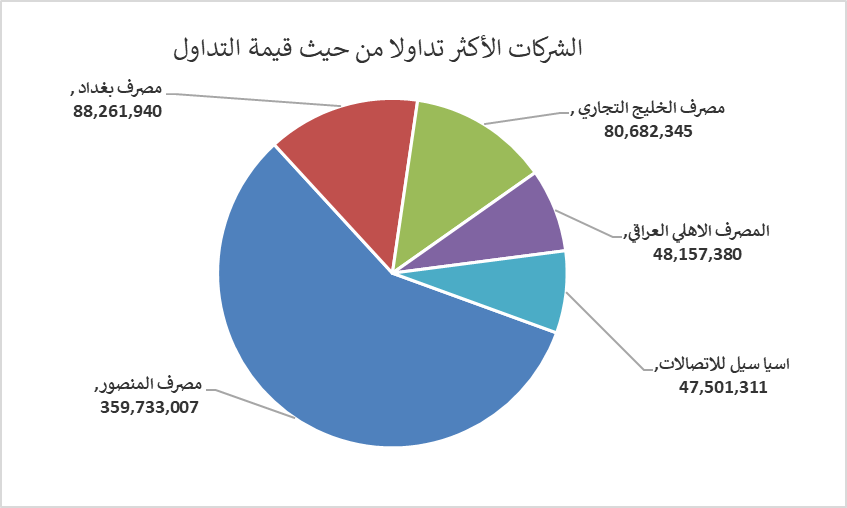 الشركات الأكثر تداولا من حيث قيمة التداول
مصرف بغداد ,
88,261,940
مصرف الخليج التجاري ,
80,682,345
المصرف الاهلي العراقي,
48,157,380
اسيا سيل للاتصالات,
47,501,311
مصرف المنصور,
359,733,007